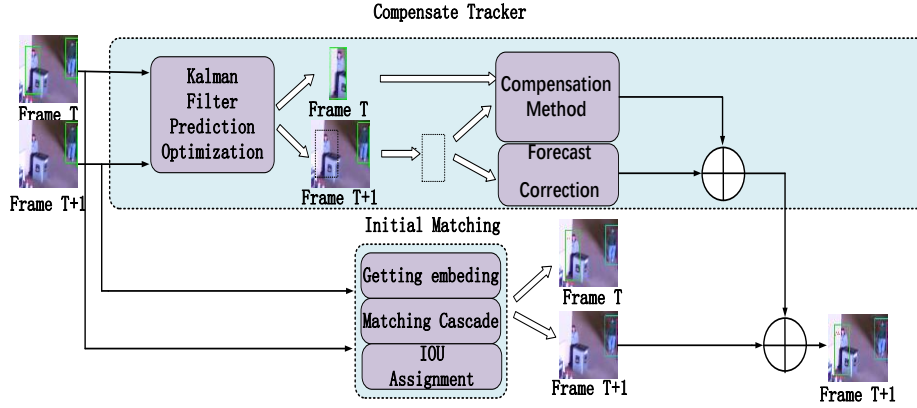 Compensate Tracker
Frame T
Frame T+1
Kalman
Filter
Prediction
Optimization
Frame T
Frame T+1
Compensation
Method
Forecast
Correction
Initial Matching
Getting embeding
Matching Cascade
IOU
Assignment
Frame T
Frame T+1
Frame T+1